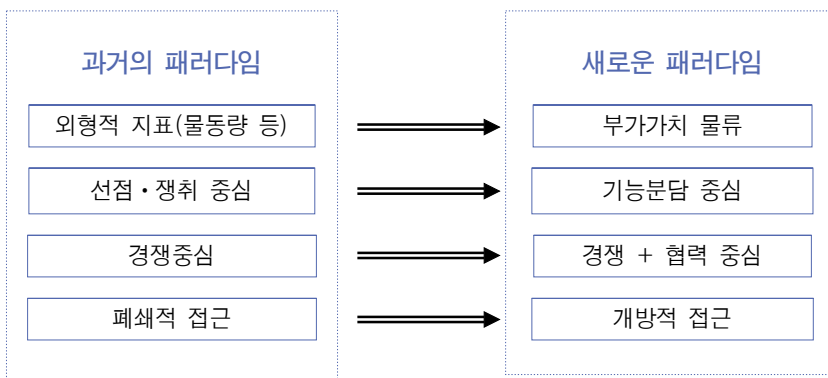 과거의 패러다임
새로운 패러다임
외형적 지표(물동량 등)
부가가치 물류
선점・쟁취 중심
기능분담 중심
경쟁중심
경쟁 + 협력 중심
폐쇄적 접근
개방적 접근